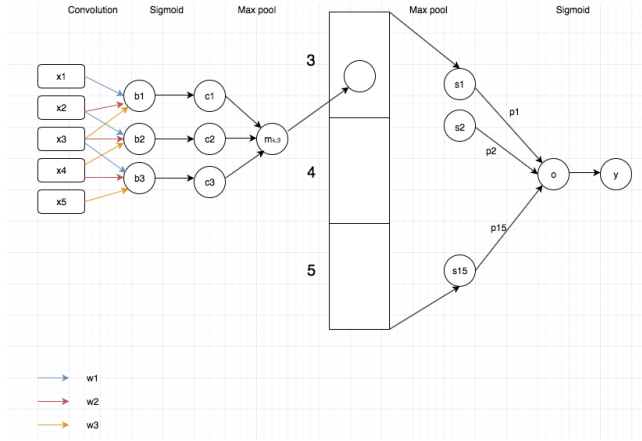 Convolution Sigmoid Max pool Max pool Sigmoid
x1
x2
x3
x4
x5
b1
b2
b3
c1
c2
c3
3
4
5
s1
s2
s15
p1
p2
p15
o
y
w1
w2
w3